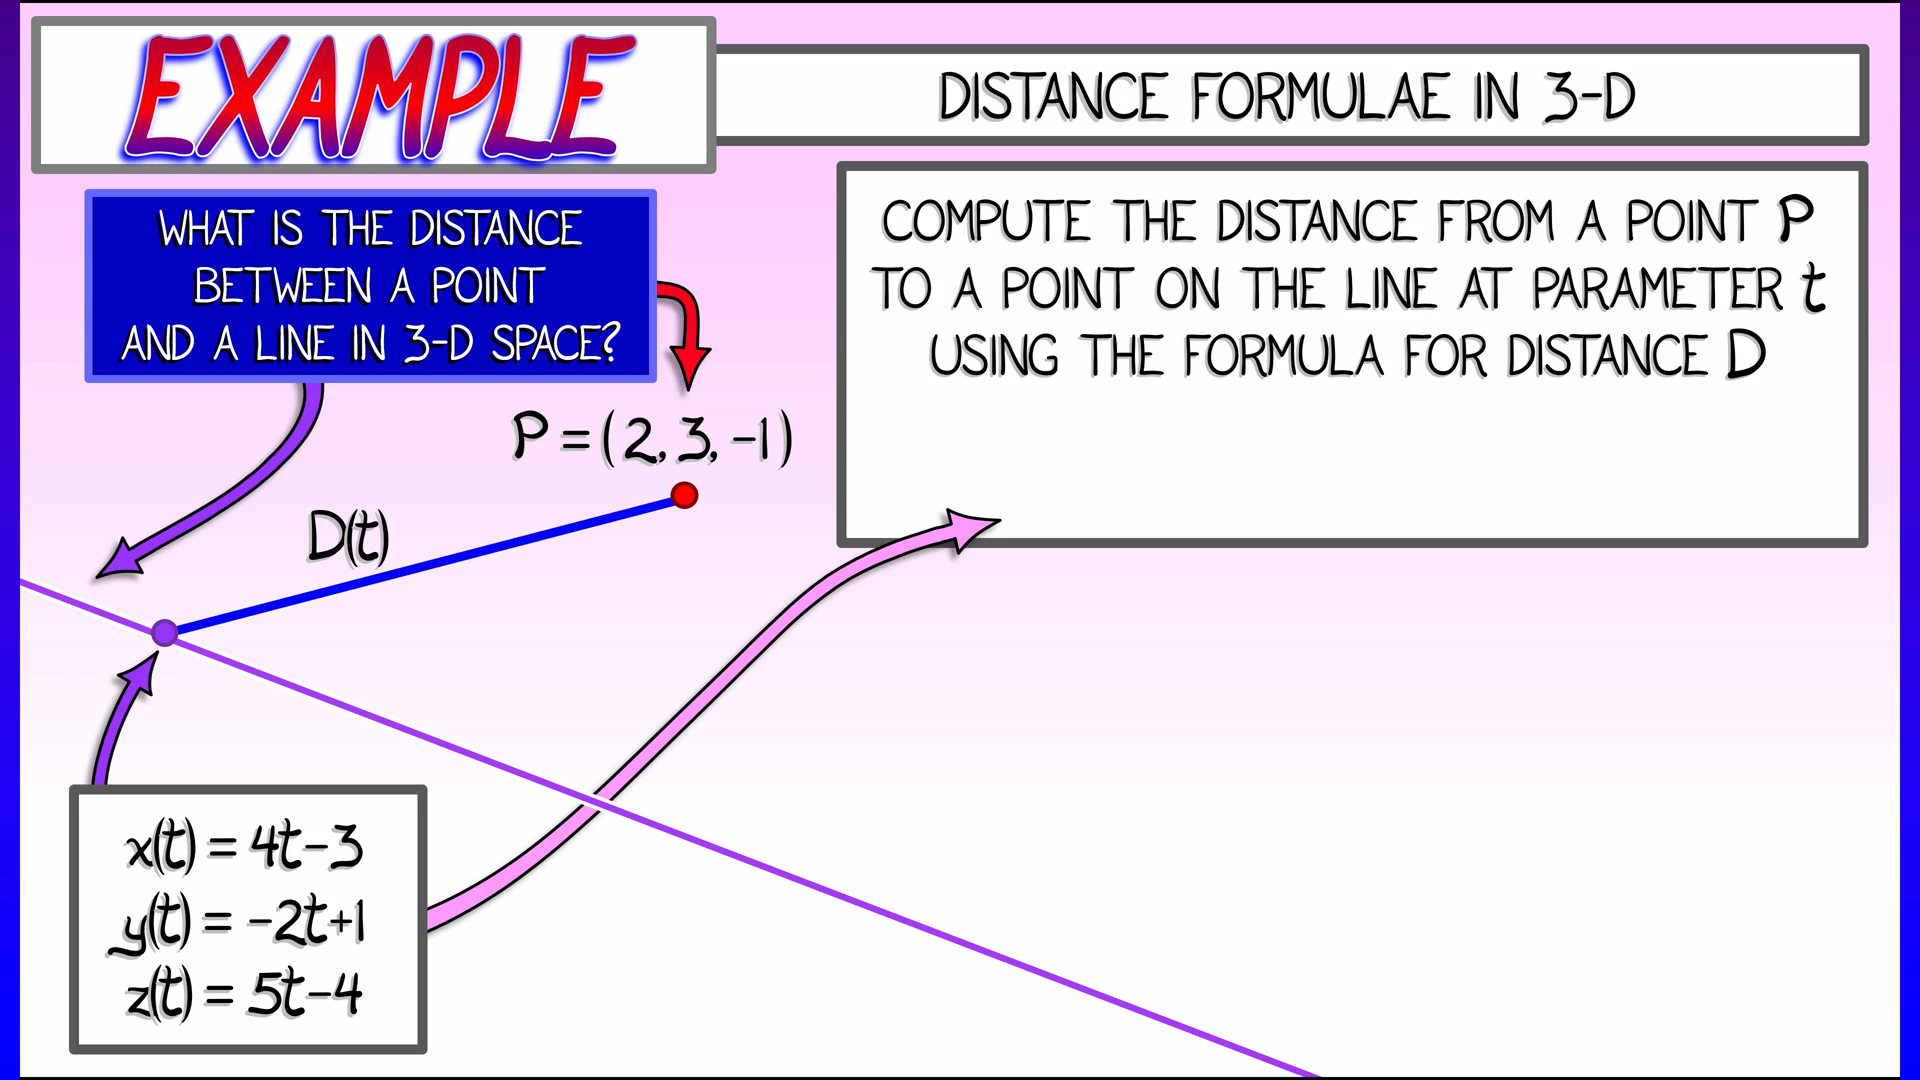 EXAMPLE
DISTANCE FORMULAE IN 3-D
WHAT IS THE DISTANCE
BETWEEN A POINT
AND A LINE IN 3-D SPACE?
COMPUTE THE DISTANCE FROM A POINT P
TO A POINT ON THE LINE AT PARAMETER t
USING THE FORMULA FOR DISTANCE D
P = (2, 3, -1)
D(t)
x(t) = 4t-3
y(t) = -2t+1
z(t) = 5t-4